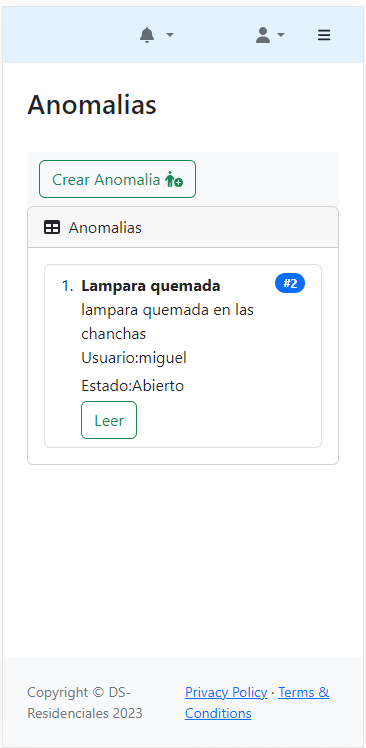 Anomalias
Crear Anomalia
Anomalias
1. Lampara quemada #2
lampara quemada en las
chanchas
Usuario:miguel
Estado:Abierto
Leer
Copyright © DS-
Residenciales 2023
Privacy Policy · Terms &
Conditions